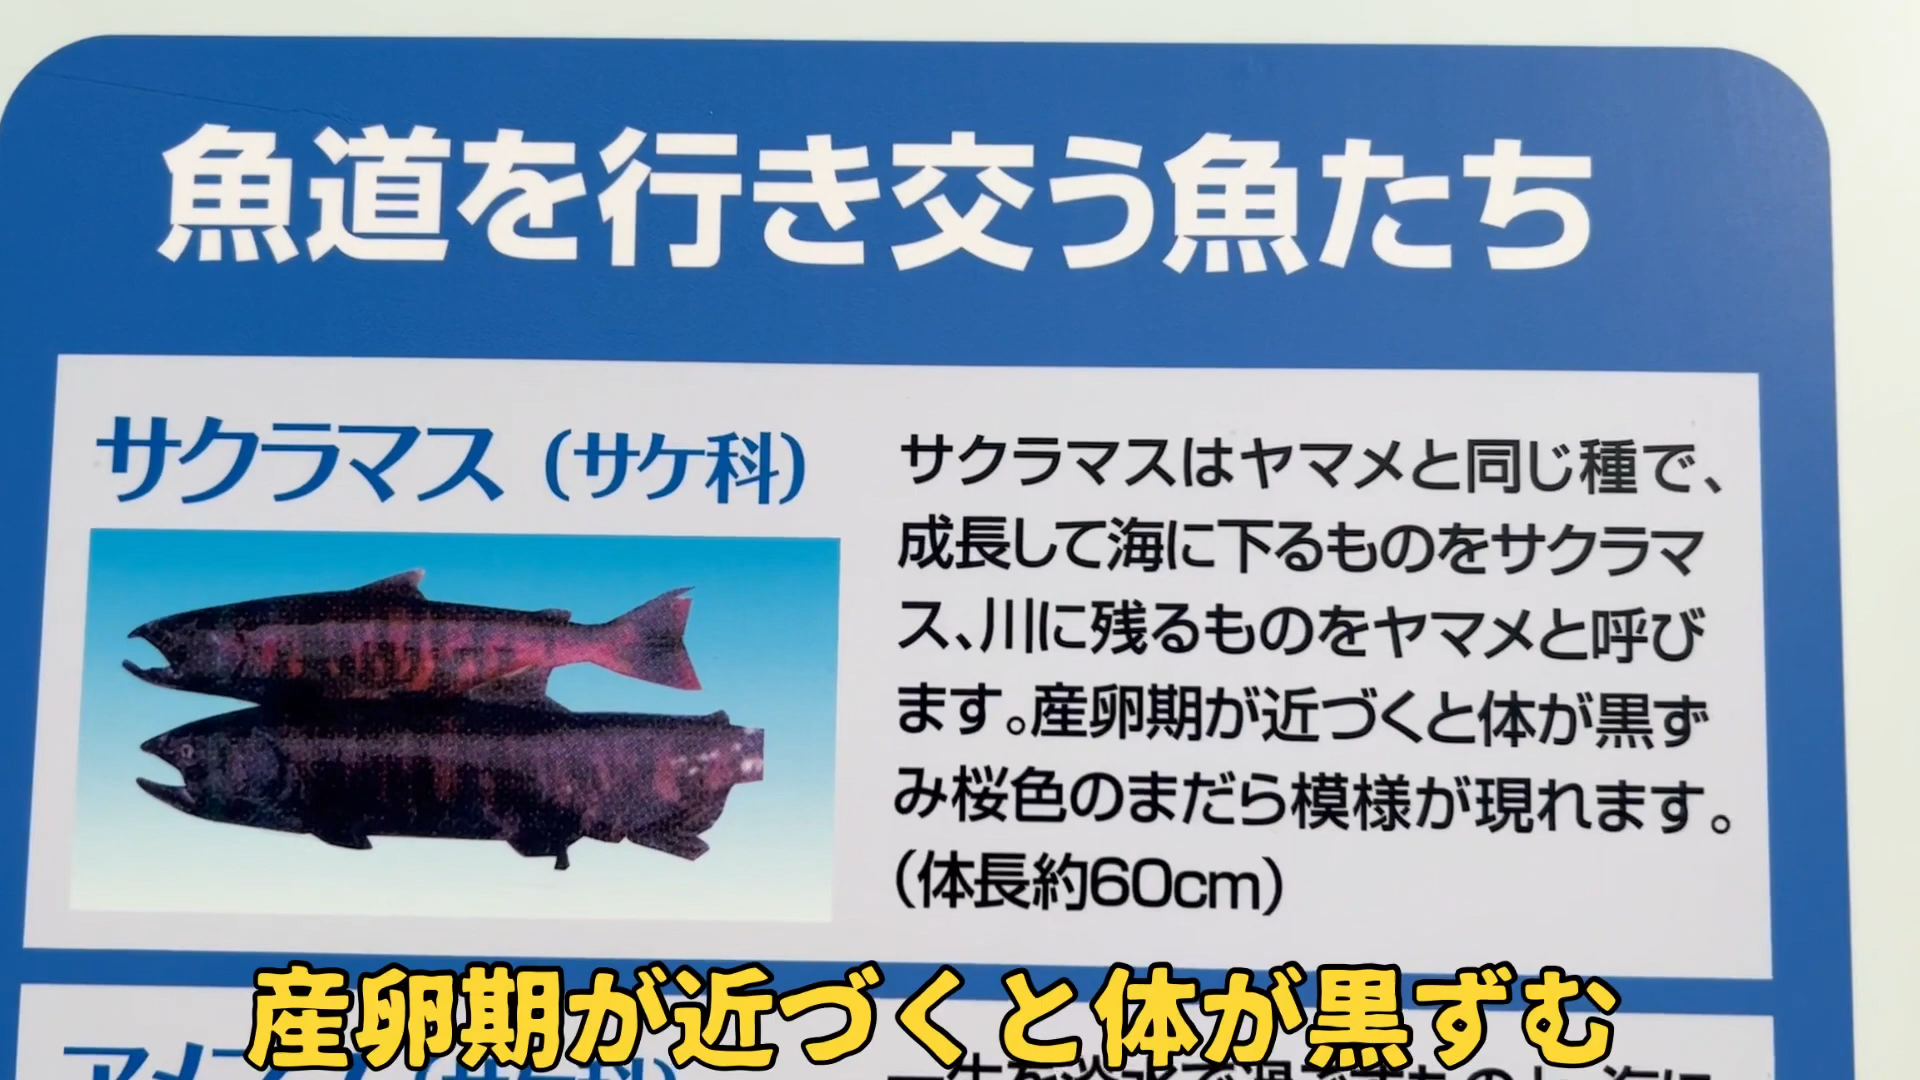 魚道を行き交う魚たち
サクラマス（サケ科）
サクラマスはヤマメと同じ種で、
成長して海に下るものをサクラマ
ス、川に残るものをヤマメと呼び
ます。産卵期が近づくと体が黒ず
み桜色のまだら模様が現れます。
（体長約60cm）
産卵期が近づくと体が黒ずむ